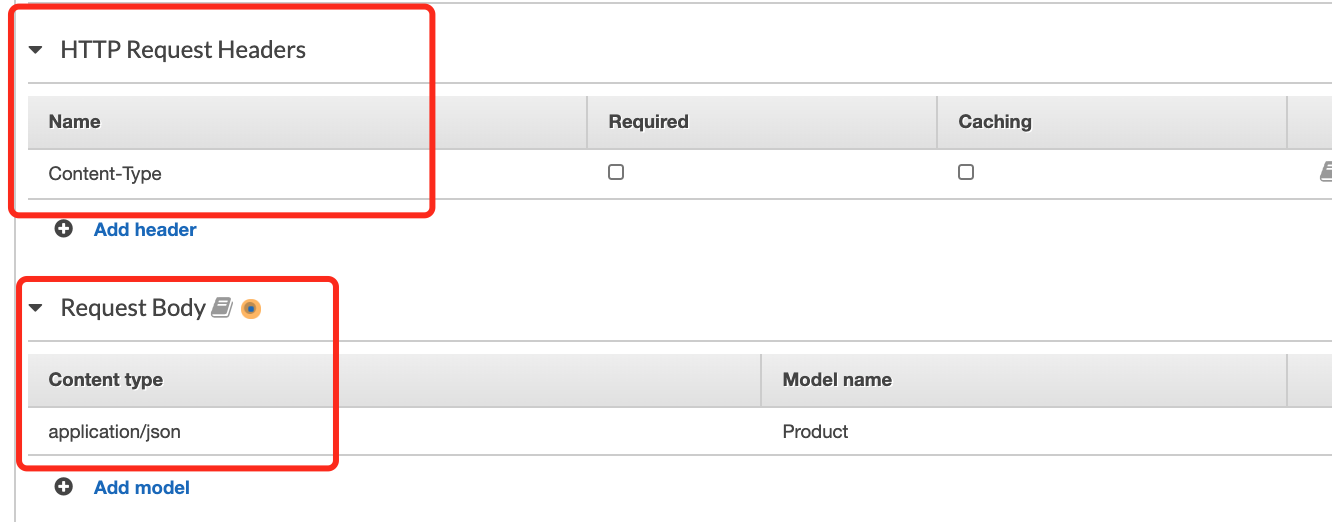 HTTP Request Headers
Name Required Caching
Content-Type
Add header
Request Body
Content type Model name
application/json Product
Add model